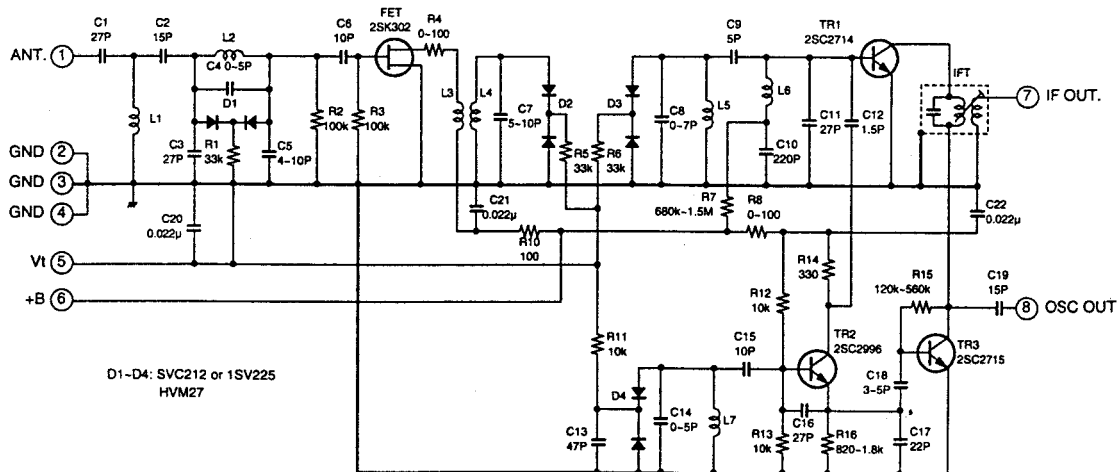 C1
27P
C2
15P
L2
C4 0~5P
D1
C6
10P
FET
2SK302
R4
0~100
C9
5P
TR1
2SC2714
IFT
ANT. 1
7 IF OUT.
L1
R2
100k
R3
100k
L3
L4
C7
5~10P
D2
D3
C8
0~7P
L5
L6
C11
27P
C12
1.5P
C3
27P
R1
33k
C5
4~10P
R5
33k
R6
33k
C10
220P
GND 2
GND 3
GND 4
C20
0.022μ
C21
0.022μ
R10
100
R7
680k~1.5M
R8
0~100
C22
0.022μ
Vt 5
+B 6
R14
330
R12
10k
R15
120k~560k
C19
15P
8 OSC OUT
R11
10k
C15
10P
TR2
2SC2996
TR3
2SC2715
D1~D4: SVC212 or 1SV225
HVM27
D4
C14
0~5P
L7
C18
3~5P
C13
47P
R13
10k
C16
27P
R16
820~1.8k
C17
22P